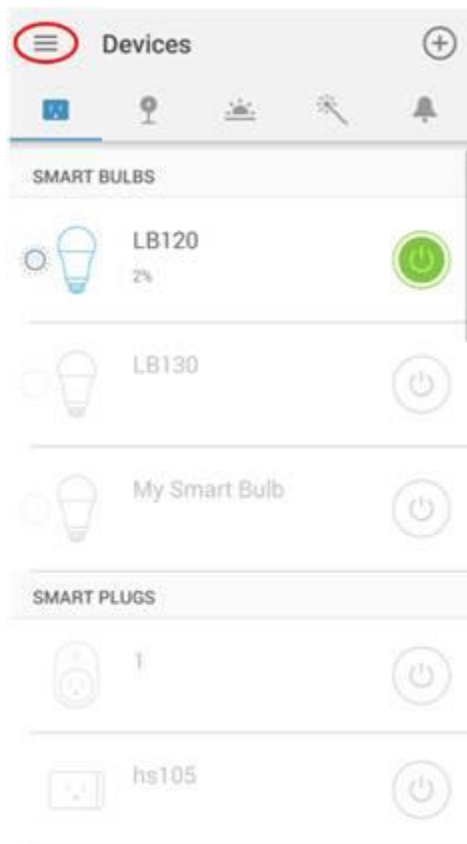 Devices
SMART BULBS
LB120
2%
LB130
My Smart Bulb
SMART PLUGS
1
hs105